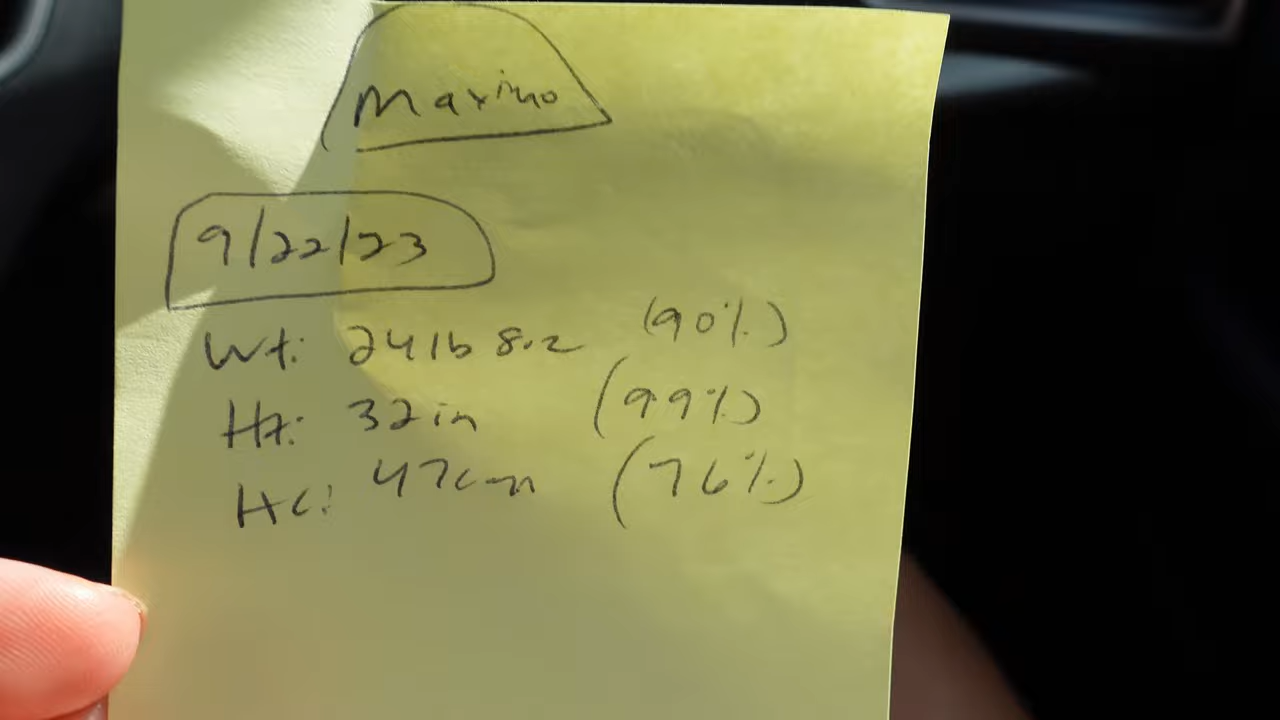 Maximo
9/22/23
Wt: 24lb 8oz (90%)
Ht: 32in (99%)
HC: 47cm (76%)